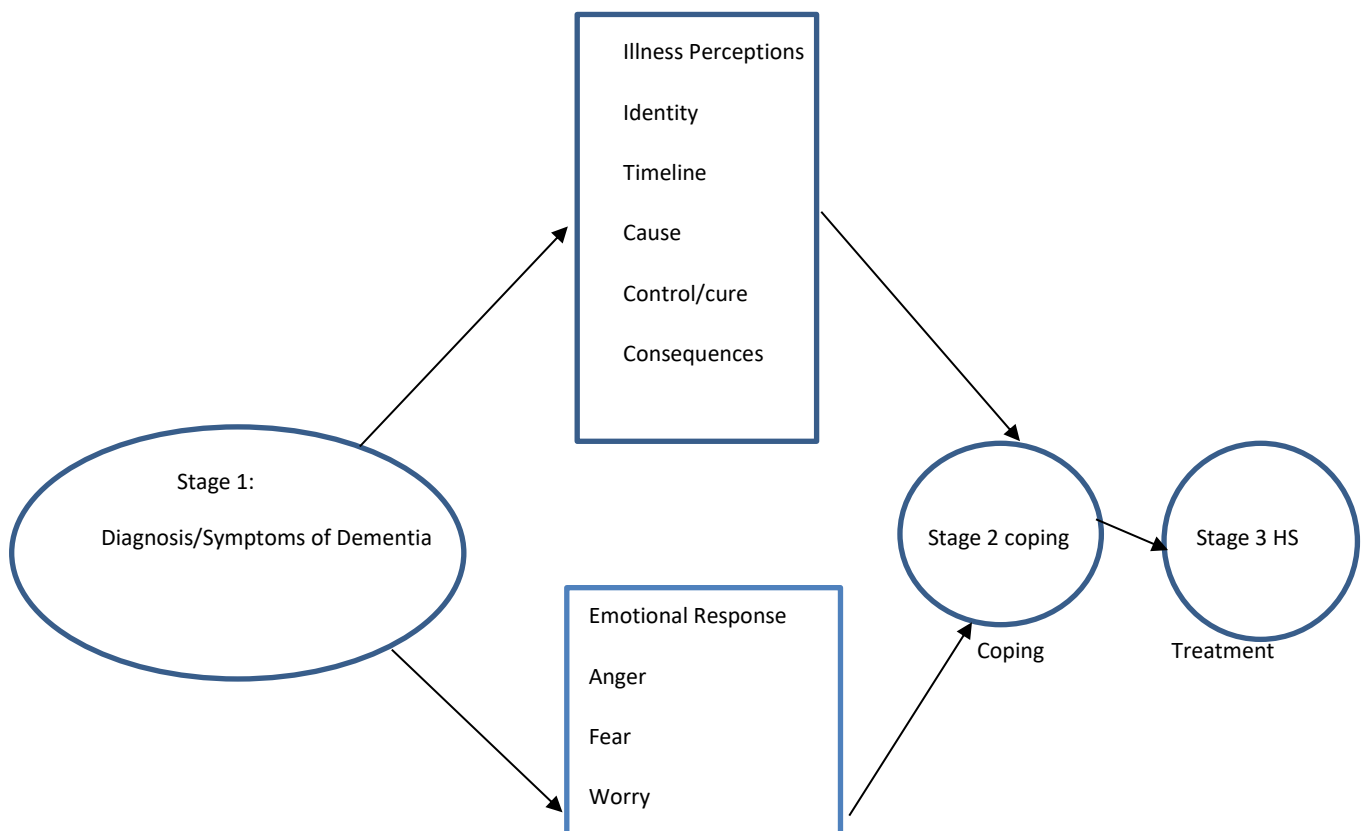 Illness Perceptions
Identity
Timeline
Cause
Control/cure
Consequences
Stage 1:
Diagnosis/Symptoms of Dementia
Stage 2 coping
Stage 3 HS
Coping
Treatment
Emotional Response
Anger
Fear
Worry